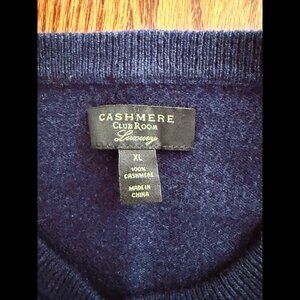 CASHMERE
CLUB ROOM
Luxury
XL
100%
CASHMERE
MADE IN
CHINA